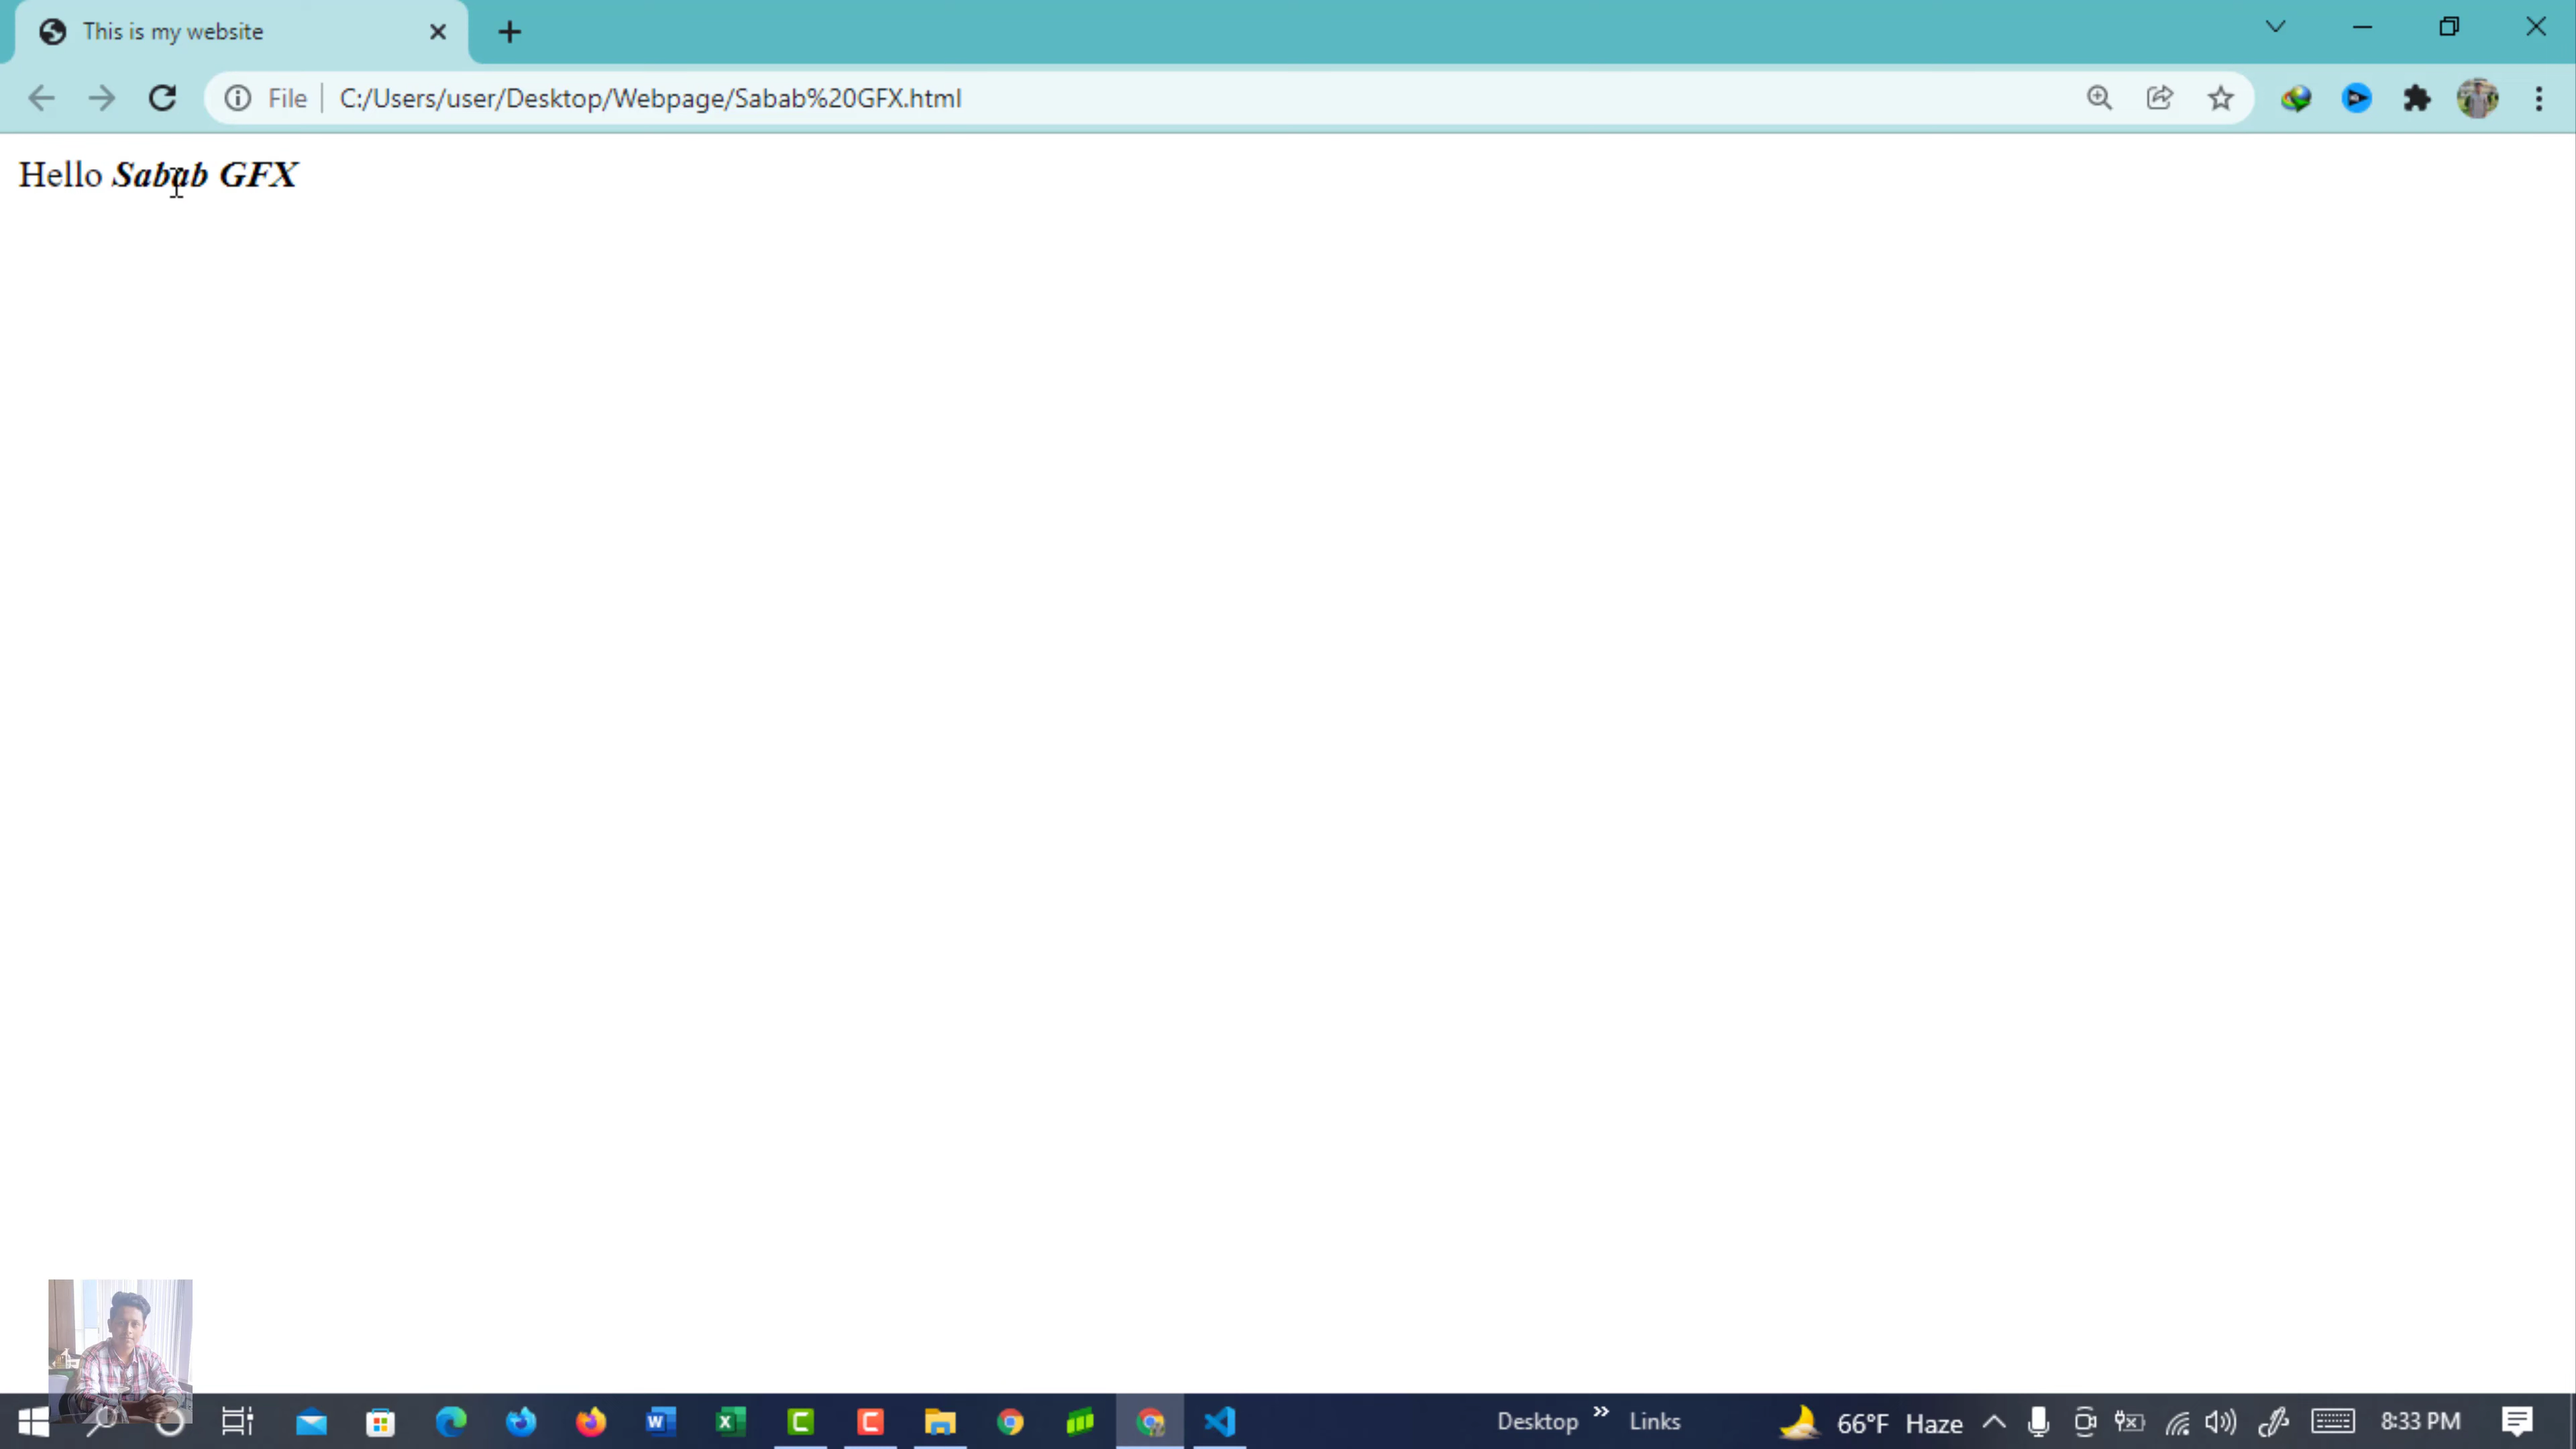 This is my website
File C:/Users/user/Desktop/Webpage/Sabab%20GFX.html
Hello Sabab GFX
Desktop » Links 66°F Haze 8:33 PM